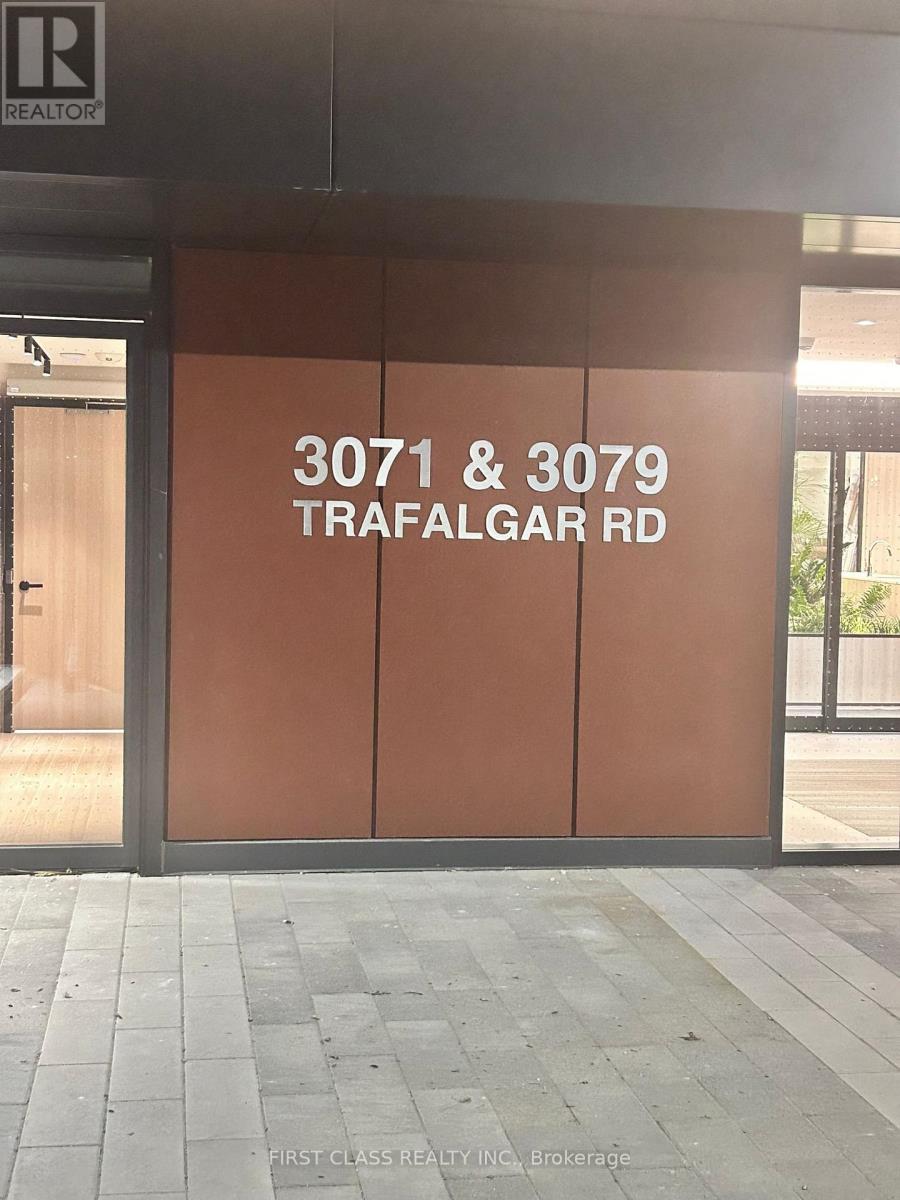 R
REALTOR®
3071 & 3079
TRAFALGAR RD
FIRST CLASS REALTY INC., Brokerage